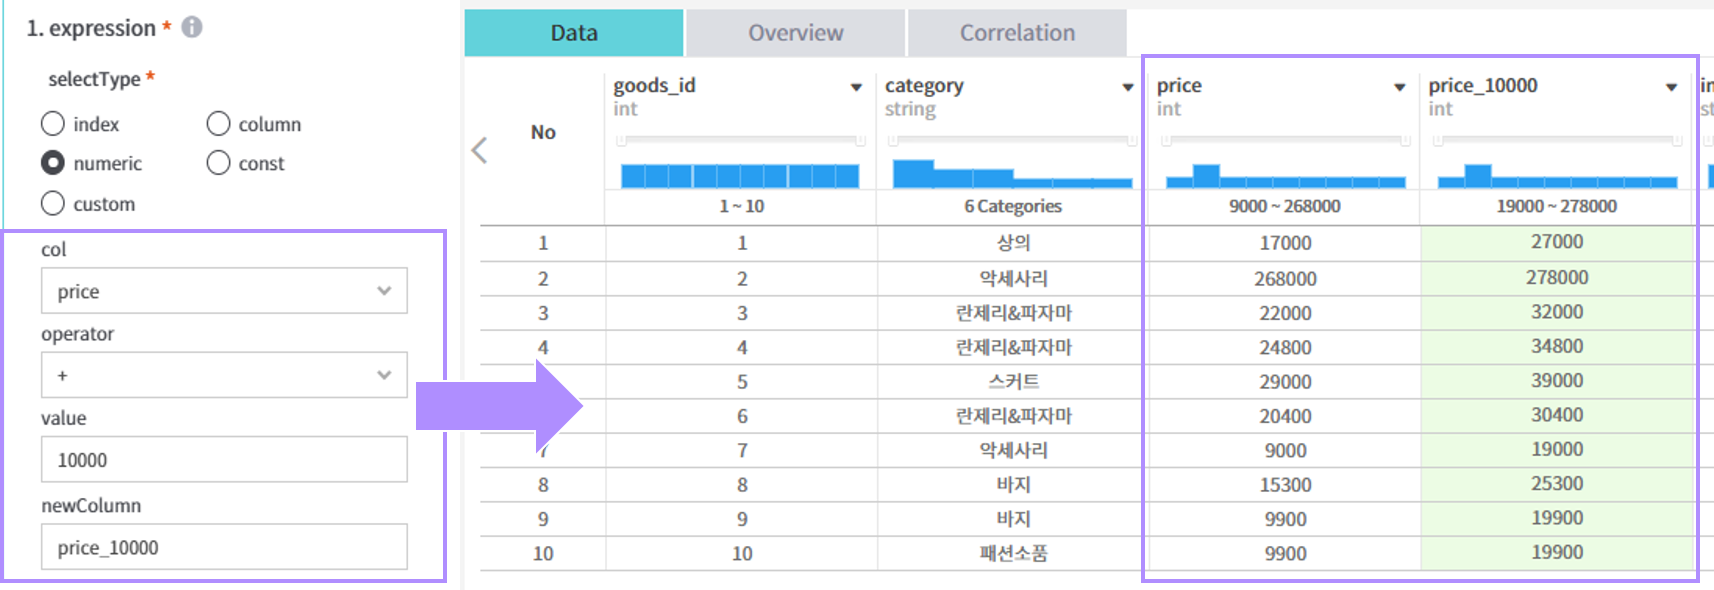 1. expression *
selectType *
index
column
numeric
const
custom
col
price
operator
+
value
10000
newColumn
price_10000
Data Overview Correlation
No
goods_id
int
1 ~ 10
category
string
6 Categories
price
int
9000 ~ 268000
price_10000
int
19000 ~ 278000
1 1 상의 17000 27000
2 2 악세사리 268000 278000
3 3 란제리&파자마 22000 32000
4 4 란제리&파자마 24800 34800
5 스커트 29000 39000
6 란제리&파자마 20400 30400
7 7 악세사리 9000 19000
8 8 바지 15300 25300
9 9 바지 9900 19900
10 10 패션소품 9900 19900